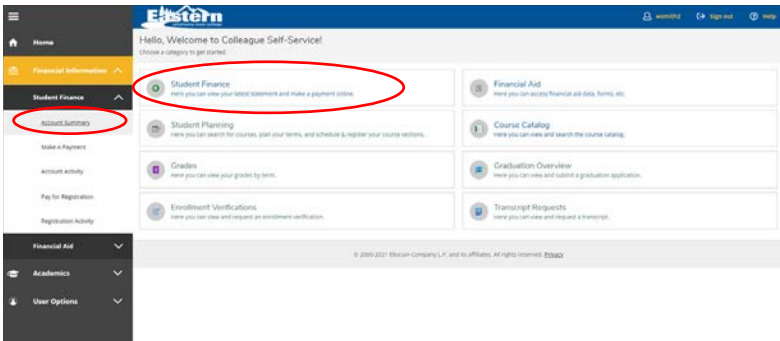 Eastern
wsmith2
Sign out
Help
Home
Hello, Welcome to Colleague Self-Service!
Choose a category to get started.
Financial Information
Student Finance
Account Summary
Make a Payment
Account Activity
Pay for Registration
Registration Activity
Financial Aid
Academics
User Options
Student Finance
Here you can view your latest statement and make a payment online.
Financial Aid
Here you can access financial aid data, forms, etc.
Student Planning
Here you can search for courses, plan your terms, and schedule & register your course sections.
Course Catalog
Here you can view and search the course catalog.
Grades
Here you can view your grades by term.
Graduation Overview
Here you can view and submit a graduation application.
Enrollment Verifications
Here you can view and request an enrollment verification.
Transcript Requests
Here you can view and request a transcript.
© 2000-2021 Ellucian Company L.P. and its affiliates. All rights reserved. Privacy